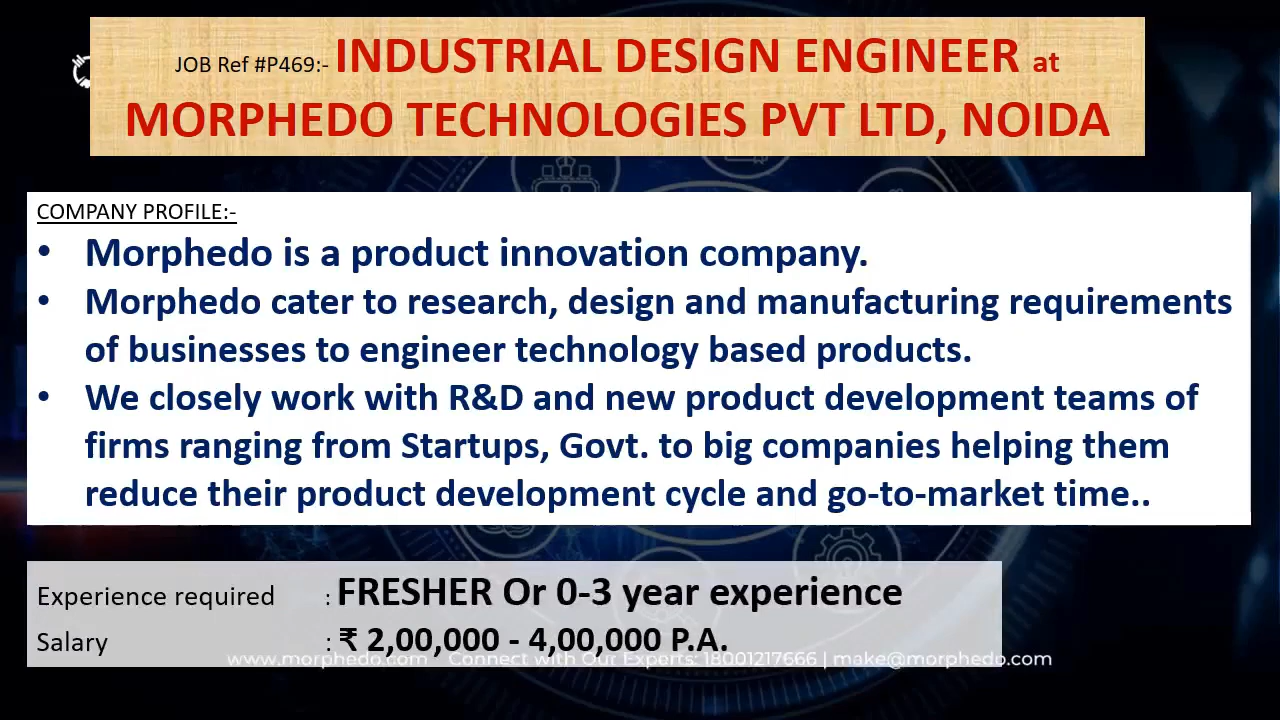 JOB Ref #P469:- INDUSTRIAL DESIGN ENGINEER at
MORPHEDO TECHNOLOGIES PVT LTD, NOIDA
COMPANY PROFILE:-
• Morphedo is a product innovation company.
• Morphedo cater to research, design and manufacturing requirements
of businesses to engineer technology based products.
• We closely work with R&D and new product development teams of
firms ranging from Startups, Govt. to big companies helping them
reduce their product development cycle and go-to-market time..
Experience required : FRESHER Or 0-3 year experience
Salary : ₹ 2,00,000 - 4,00,000 P.A.
www.morphedo.com Connect with Our Experts: 18001217666 | make@morphedo.com